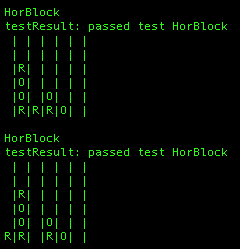 HorBlock
testResult: passed test HorBlock
 | | | | | |
 | | | | | |
 |R| | | | |
 |O| | | | |
 |O| |O| | |
 |R|R|R|O| |
HorBlock
testResult: passed test HorBlock
 | | | | | |
 | | | | | |
 |R| | | | |
 |O| | | | |
 |O| |O| | |
R|R| |R|O| |